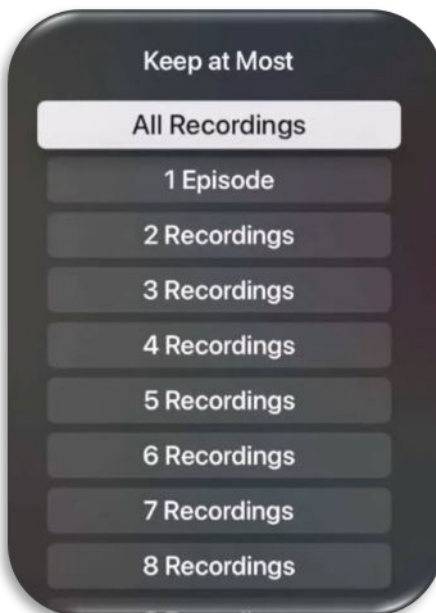 Keep at Most
All Recordings
1 Episode
2 Recordings
3 Recordings
4 Recordings
5 Recordings
6 Recordings
7 Recordings
8 Recordings